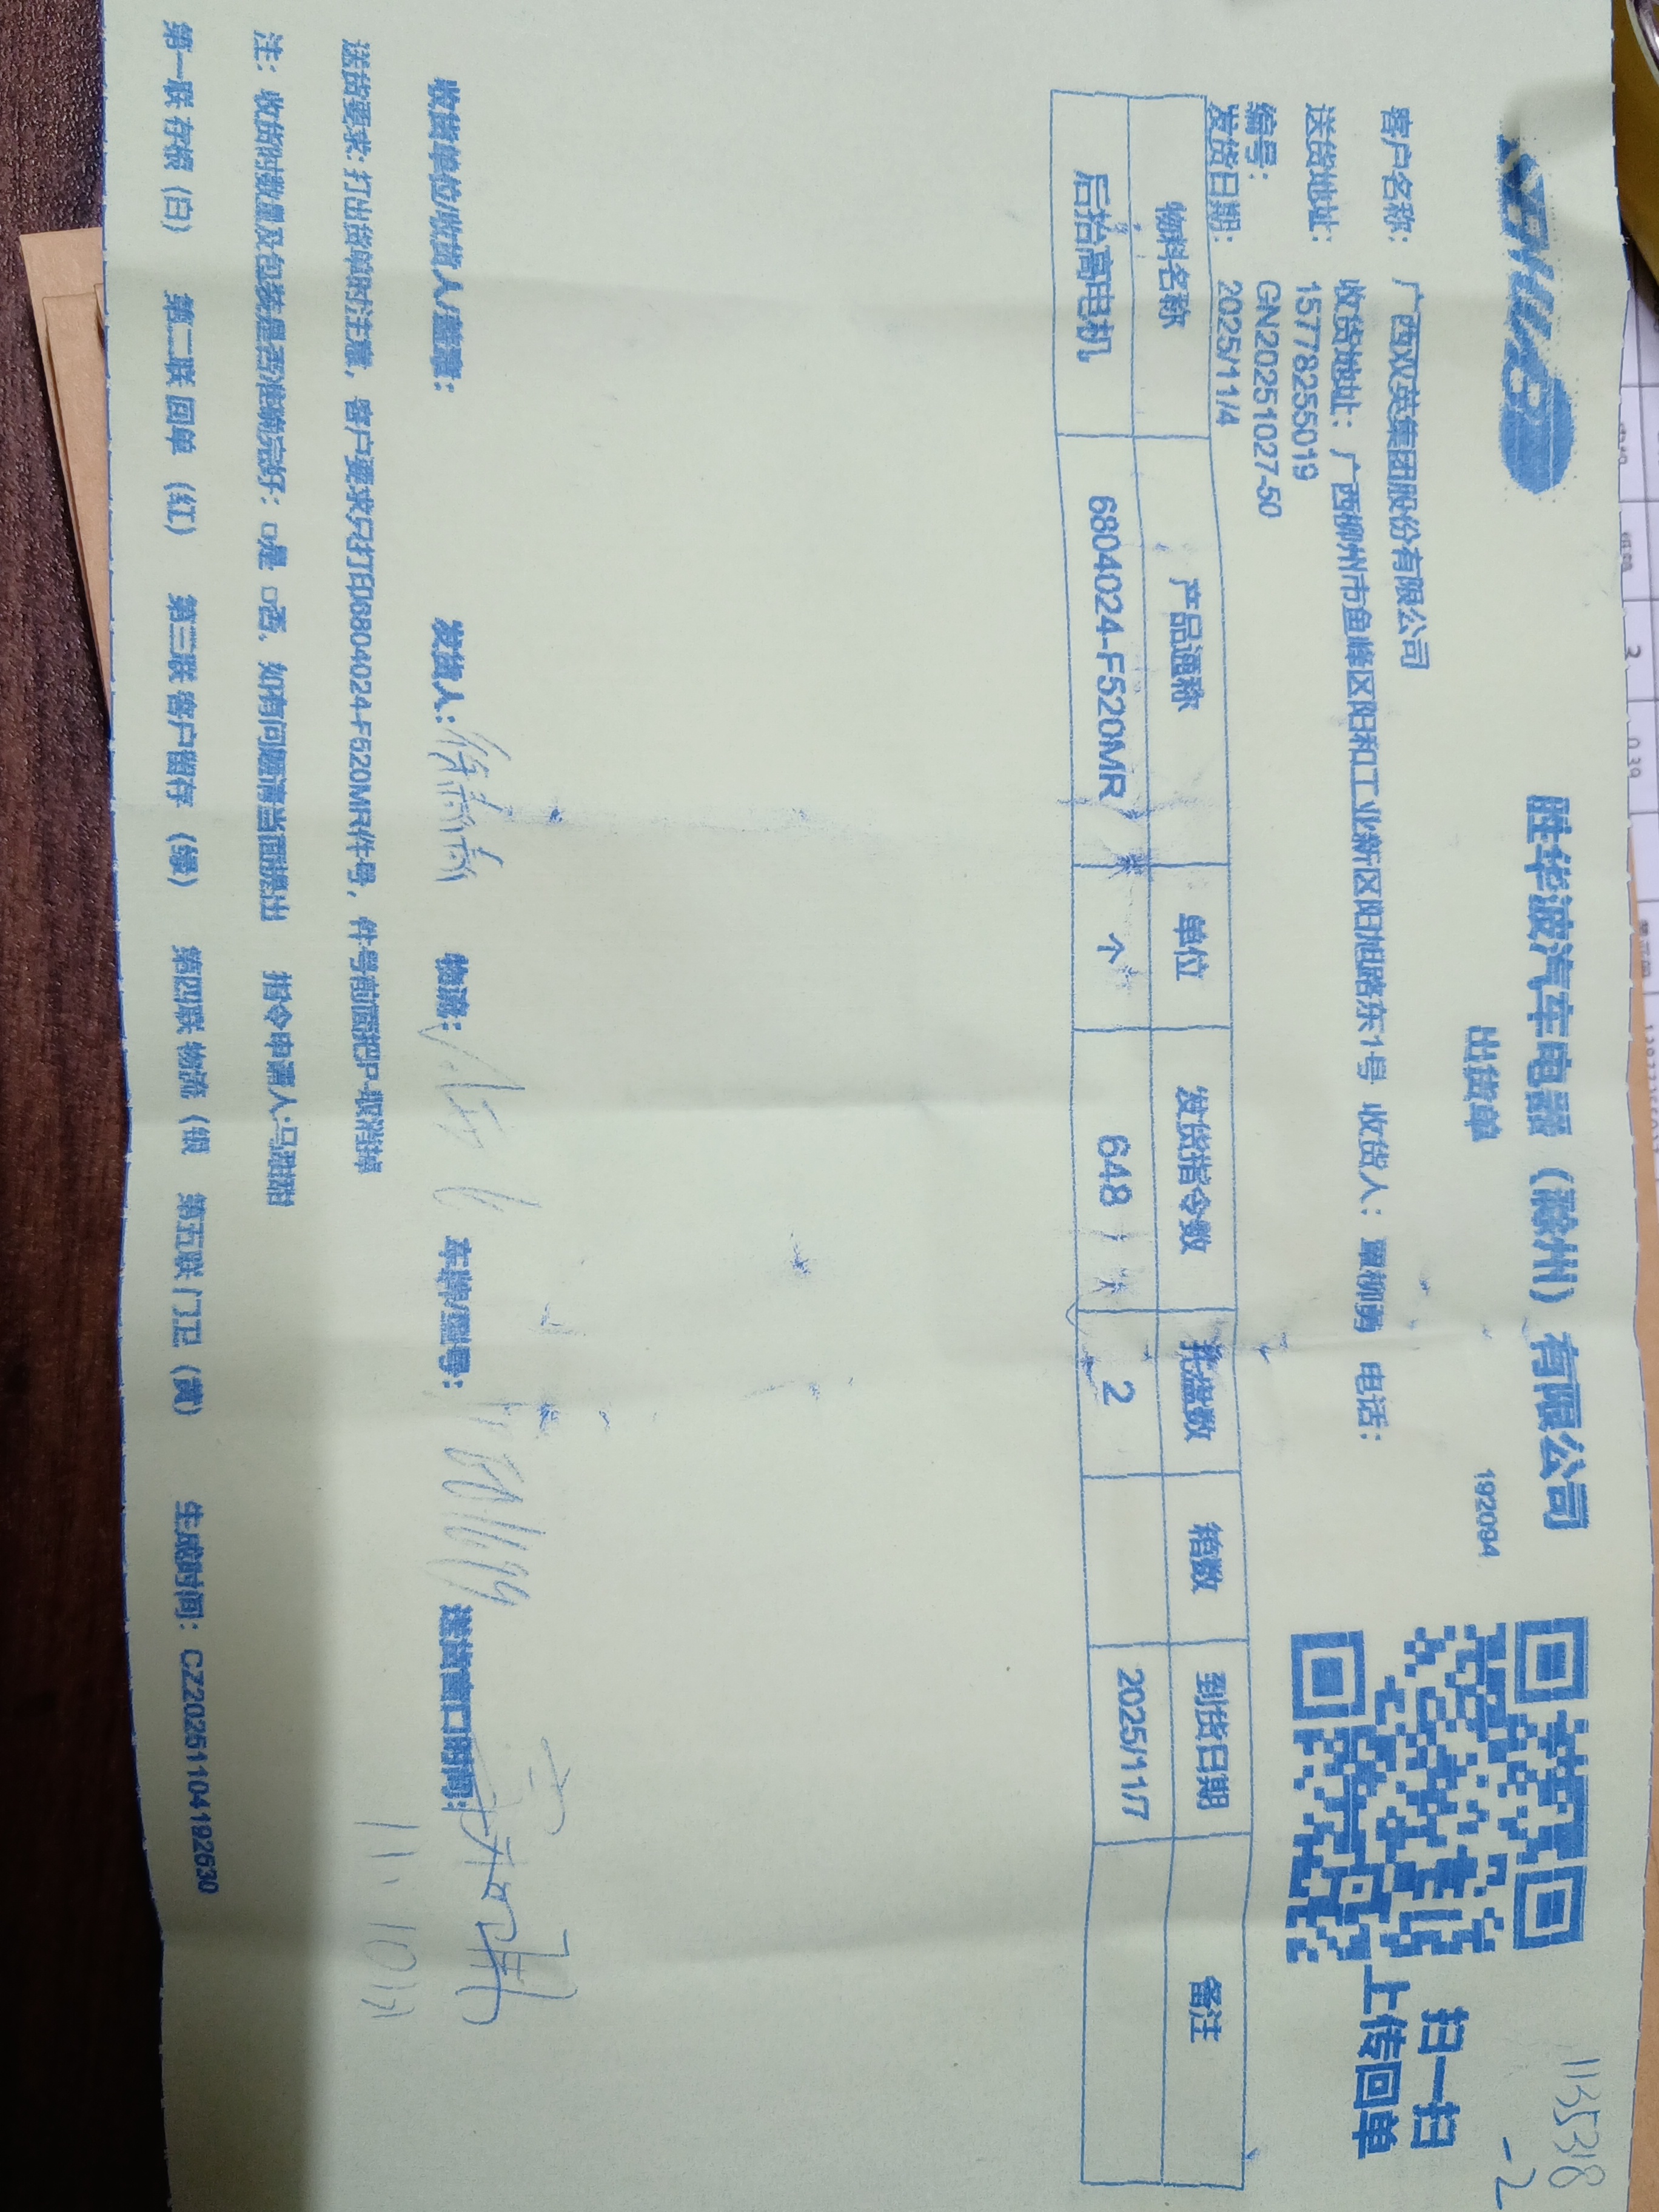 SHB
胜华波汽车电器（滁州）有限公司
出货单
192094
扫一扫
上传回单
113538
-2
客户名称： 广西双英集团股份有限公司
送货地址： 收货地址：广西柳州市鱼峰区阳和工业新区阳旭路东1号 收货人：覃柳勇 电话：
15778255019
编号： GN20251027-50
发货日期： 2025/11/4
物料名称 产品通称 单位 发货指令数 托盘数 箱数 到货日期 备注
后抬高电机 6804024-F520MR 个 648 2 2025/11/7
收货单位/收货人/签章： 发货人： 物流： 车牌/型号： 送货窗口时间：
11.10日
送货要求：打出货单时注意，客户要求只打印6804024-F520MR件号，件号前面把P-取消掉
注：收货时数量及包装是否准确完好：□是 □否，如有问题请当面提出 指令申请人：马甜甜
第一联 存根（白） 第二联 回单（红） 第三联 客户留存（绿） 第四联 物流（银 第五联 门卫（黄） 生成时间：CZ20251104192630